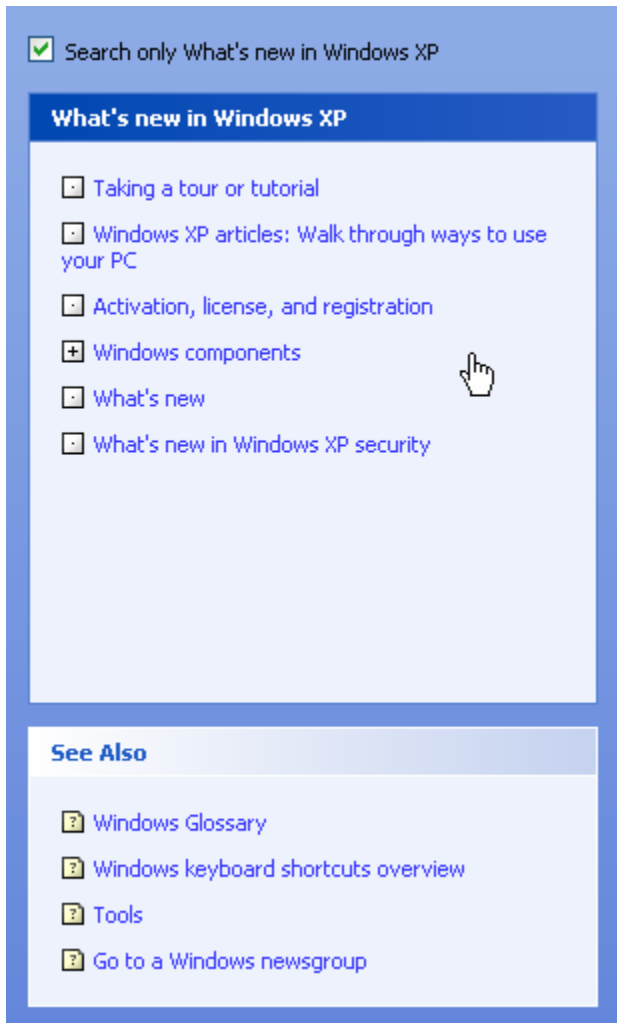 Search only What's new in Windows XP
What's new in Windows XP
Taking a tour or tutorial
Windows XP articles: Walk through ways to use
your PC
Activation, license, and registration
Windows components
What's new
What's new in Windows XP security
See Also
Windows Glossary
Windows keyboard shortcuts overview
Tools
Go to a Windows newsgroup